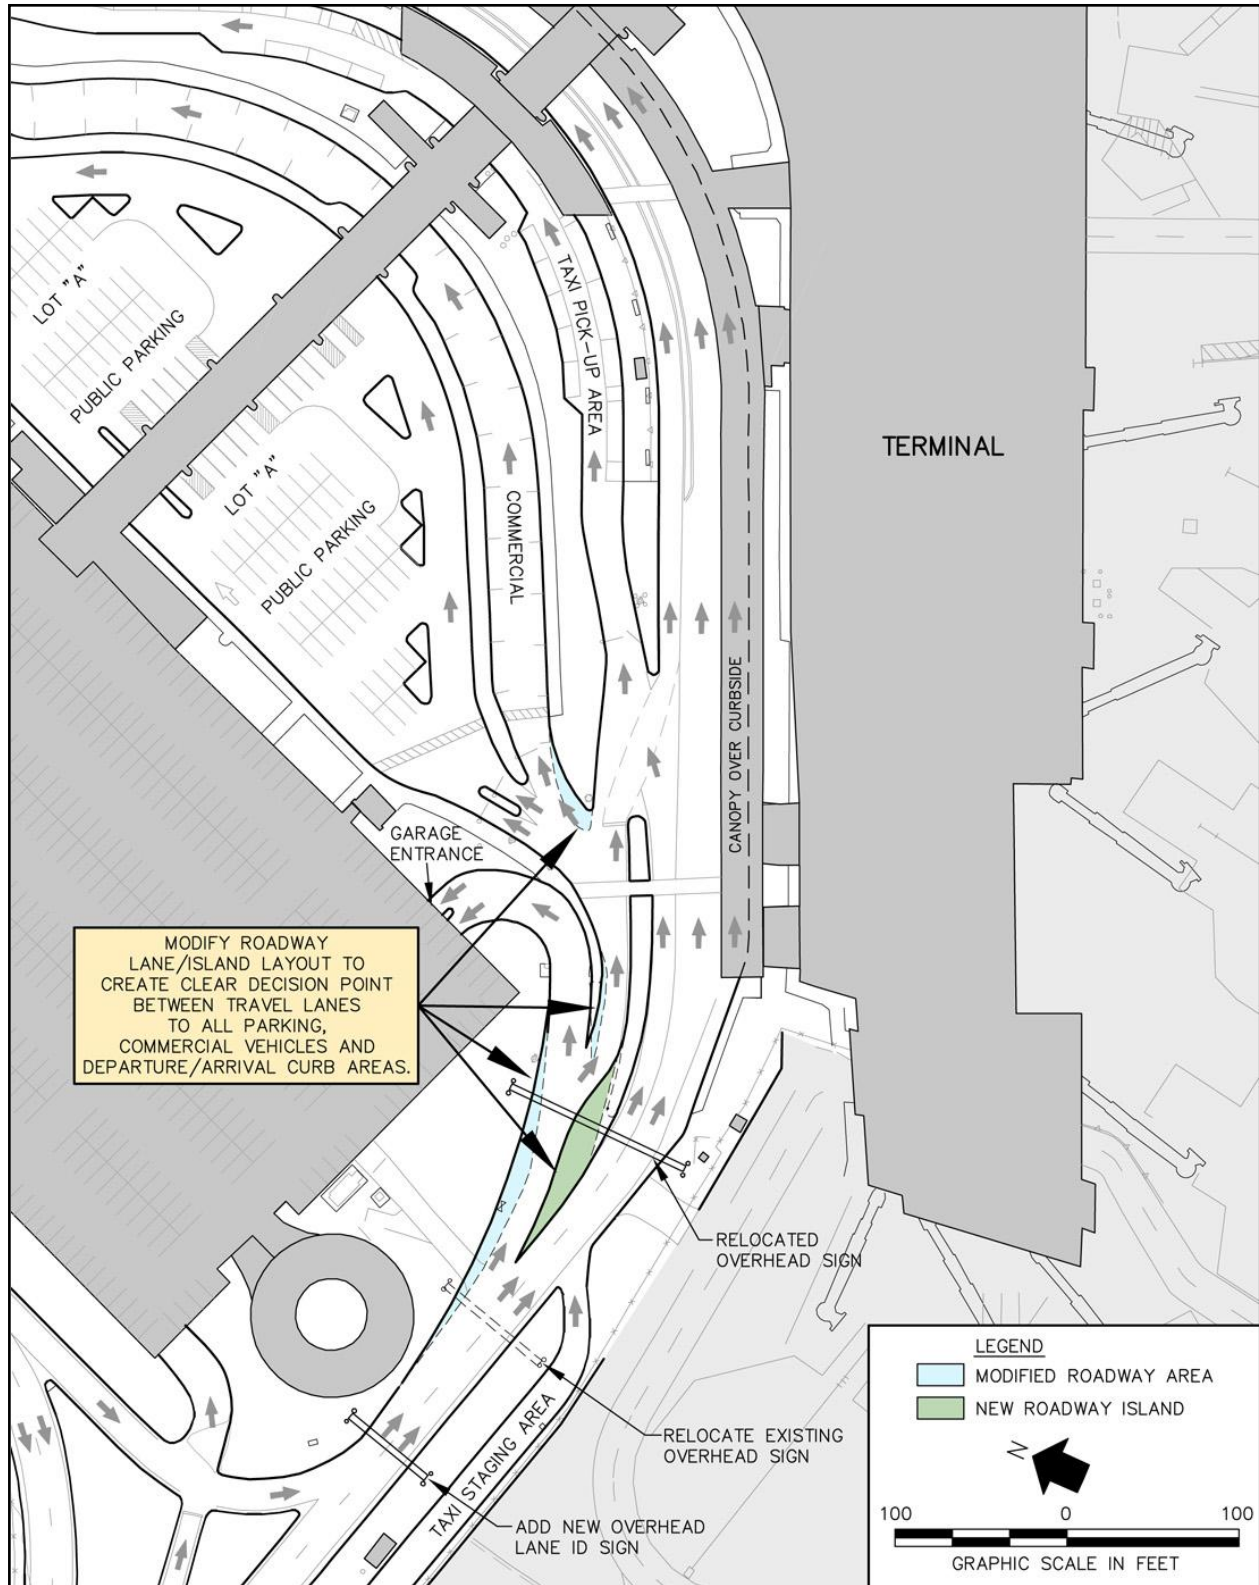 LOT "A"
PUBLIC PARKING
LOT "A"
PUBLIC PARKING
TAXI PICK-UP AREA
COMMERCIAL
TERMINAL
CANOPY OVER CURBSIDE
GARAGE
ENTRANCE
MODIFY ROADWAY
LANE/ISLAND LAYOUT TO
CREATE CLEAR DECISION POINT
BETWEEN TRAVEL LANES
TO ALL PARKING,
COMMERCIAL VEHICLES AND
DEPARTURE/ARRIVAL CURB AREAS.
RELOCATED
OVERHEAD SIGN
RELOCATE EXISTING
OVERHEAD SIGN
TAXI STAGING AREA
ADD NEW OVERHEAD
LANE ID SIGN
LEGEND
MODIFIED ROADWAY AREA
NEW ROADWAY ISLAND
N
100 0 100
GRAPHIC SCALE IN FEET